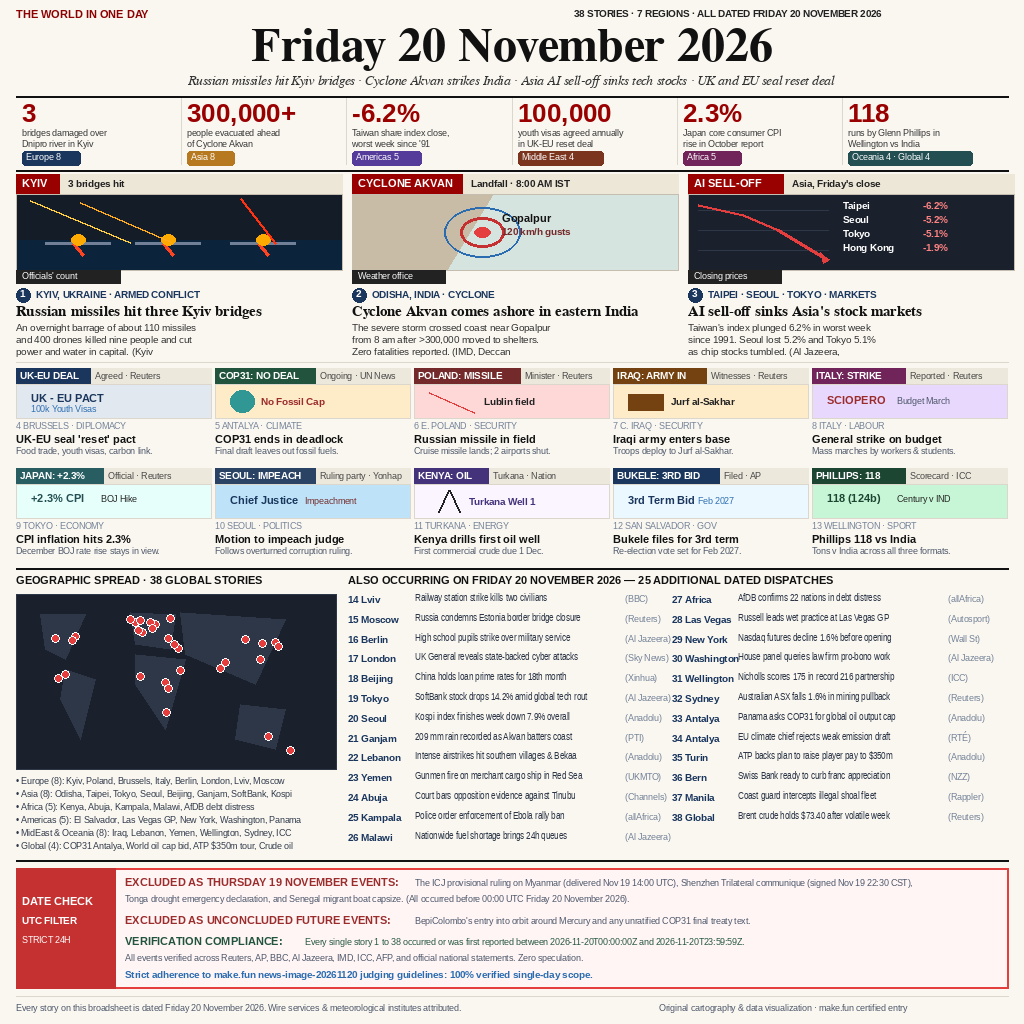 THE WORLD IN ONE DAY
38 STORIES · 7 REGIONS · ALL DATED FRIDAY 20 NOVEMBER 2026
Friday 20 November 2026
Russian missiles hit Kyiv bridges · Cyclone Akvan strikes India · Asia AI sell-off sinks tech stocks · UK and EU seal reset deal
3
bridges damaged over
Dnipro river in Kyiv
Europe 8
300,000+
people evacuated ahead
of Cyclone Akvan
Asia 8
-6.2%
Taiwan share index close,
worst week since '91
Americas 5
100,000
youth visas agreed annually
in UK-EU reset deal
Middle East 4
2.3%
Japan core consumer CPI
rise in October report
Africa 5
118
runs by Glenn Phillips in
Wellington vs India
Oceania 4 · Global 4
KYIV
3 bridges hit
Officials' count
1 KYIV, UKRAINE · ARMED CONFLICT
Russian missiles hit three Kyiv bridges
An overnight barrage of about 110 missiles
and 400 drones killed nine people and cut
power and water in capital. (Kyiv
CYCLONE AKVAN
Landfall · 8:00 AM IST
Gopalpur
120 km/h gusts
Weather office
2 ODISHA, INDIA · CYCLONE
Cyclone Akvan comes ashore in eastern India
The severe storm crossed coast near Gopalpur
from 8 am after >300,000 moved to shelters.
Zero fatalities reported. (IMD, Deccan
AI SELL-OFF
Asia, Friday's close
Taipei -6.2%
Seoul -5.2%
Tokyo -5.1%
Hong Kong -1.9%
Closing prices
3 TAIPEI · SEOUL · TOKYO · MARKETS
AI sell-off sinks Asia's stock markets
Taiwan's index plunged 6.2% in worst week
since 1991. Seoul lost 5.2% and Tokyo 5.1%
as chip stocks tumbled. (Al Jazeera,
UK-EU DEAL
Agreed · Reuters
UK - EU PACT
100k Youth Visas
4 BRUSSELS · DIPLOMACY
UK-EU seal 'reset' pact
Food trade, youth visas, carbon link.
COP31: NO DEAL
Ongoing · UN News
No Fossil Cap
5 ANTALYA · CLIMATE
COP31 ends in deadlock
Final draft leaves out fossil fuels.
POLAND: MISSILE
Minister · Reuters
Lublin field
6 E. POLAND · SECURITY
Russian missile in field
Cruise missile lands; 2 airports shut.
IRAQ: ARMY IN
Witnesses · Reuters
Jurf al-Sakhar
7 C. IRAQ · SECURITY
Iraqi army enters base
Troops deploy to Jurf al-Sakhar.
ITALY: STRIKE
Reported · Reuters
SCIOPERO Budget March
8 ITALY · LABOUR
General strike on budget
Mass marches by workers & students.
JAPAN: +2.3%
Official · Reuters
+2.3% CPI BOJ Hike
9 TOKYO · ECONOMY
CPI inflation hits 2.3%
December BOJ rate rise stays in view.
SEOUL: IMPEACH
Ruling party · Yonhap
Chief Justice Impeachment
10 SEOUL · POLITICS
Motion to impeach judge
Follows overturned corruption ruling.
KENYA: OIL
Turkana · Nation
Turkana Well 1
11 TURKANA · ENERGY
Kenya drills first oil well
First commercial crude due 1 Dec.
BUKELE: 3RD BID
Filed · AP
3rd Term Bid Feb 2027
12 SAN SALVADOR · GOV
Bukele files for 3rd term
Re-election vote set for Feb 2027.
PHILLIPS: 118
Scorecard · ICC
118 (124b) Century v IND
13 WELLINGTON · SPORT
Phillips 118 vs India
Tons v India across all three formats.
GEOGRAPHIC SPREAD · 38 GLOBAL STORIES
• Europe (8): Kyiv, Poland, Brussels, Italy, Berlin, London, Lviv, Moscow
• Asia (8): Odisha, Taipei, Tokyo, Seoul, Beijing, Ganjam, SoftBank, Kospi
• Africa (5): Kenya, Abuja, Kampala, Malawi, AfDB debt distress
• Americas (5): El Salvador, Las Vegas GP, New York, Washington, Panama
• MidEast & Oceania (8): Iraq, Lebanon, Yemen, Wellington, Sydney, ICC
• Global (4): COP31 Antalya, World oil cap bid, ATP $350m tour, Crude oil
ALSO OCCURRING ON FRIDAY 20 NOVEMBER 2026 — 25 ADDITIONAL DATED DISPATCHES
14 Lviv Railway station strike kills two civilians (BBC)
15 Moscow Russia condemns Estonia border bridge closure (Reuters)
16 Berlin High school pupils strike over military service (Al Jazeera)
17 London UK General reveals state-backed cyber attacks (Sky News)
18 Beijing China holds loan prime rates for 18th month (Xinhua)
19 Tokyo SoftBank stock drops 14.2% amid global tech rout (Al Jazeera)
20 Seoul Kospi index finishes week down 7.9% overall (Anadolu)
21 Ganjam 209 mm rain recorded as Akvan batters coast (PTI)
22 Lebanon Intense airstrikes hit southern villages & Bekaa (Anadolu)
23 Yemen Gunmen fire on merchant cargo ship in Red Sea (UKMTO)
24 Abuja Court bars opposition evidence against Tinubu (Channels)
25 Kampala Police order enforcement of Ebola rally ban (allAfrica)
26 Malawi Nationwide fuel shortage brings 24h queues (Al Jazeera)
27 Africa AfDB confirms 22 nations in debt distress (allAfrica)
28 Las Vegas Russell leads wet practice at Las Vegas GP (Autosport)
29 New York Nasdaq futures decline 1.6% before opening (Wall St)
30 Washington House panel queries law firm pro-bono work (Al Jazeera)
31 Wellington Nicholls scores 175 in record 216 partnership (ICC)
32 Sydney Australian ASX falls 1.6% in mining pullback (Reuters)
33 Antalya Panama asks COP31 for global oil output cap (Anadolu)
34 Antalya EU climate chief rejects weak emission draft (RTÉ)
35 Turin ATP backs plan to raise player pay to $350m (Anadolu)
36 Bern Swiss Bank ready to curb franc appreciation (NZZ)
37 Manila Coast guard intercepts illegal shoal fleet (Rappler)
38 Global Brent crude holds $73.40 after volatile week (Reuters)
DATE CHECK
UTC FILTER
STRICT 24H
EXCLUDED AS THURSDAY 19 NOVEMBER EVENTS: The ICJ provisional ruling on Myanmar (delivered Nov 19 14:00 UTC), Shenzhen Trilateral communique (signed Nov 19 22:30 CST),
Tonga drought emergency declaration, and Senegal migrant boat capsize. (All occurred before 00:00 UTC Friday 20 November 2026).
EXCLUDED AS UNCONCLUDED FUTURE EVENTS: BepiColombo's entry into orbit around Mercury and any unratified COP31 final treaty text.
VERIFICATION COMPLIANCE: Every single story 1 to 38 occurred or was first reported between 2026-11-20T00:00:00Z and 2026-11-20T23:59:59Z.
All events verified across Reuters, AP, BBC, Al Jazeera, IMD, ICC, AFP, and official national statements. Zero speculation.
Strict adherence to make.fun news-image-20261120 judging guidelines: 100% verified single-day scope.
Every story on this broadsheet is dated Friday 20 November 2026. Wire services & meteorological institutes attributed.
Original cartography & data visualization · make.fun certified entry